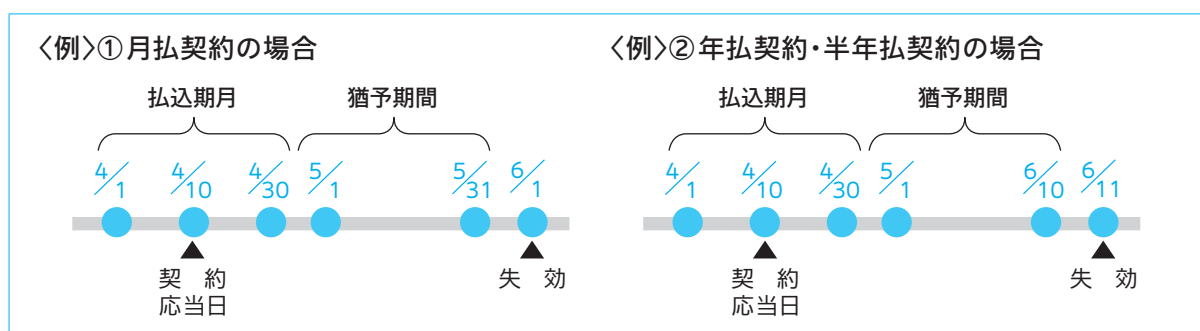 〈例〉①月払契約の場合
払込期月 猶予期間
4/1 4/10 4/30 5/1 5/31 6/1
契 約 失 効
応当日
〈例〉②年払契約・半年払契約の場合
払込期月 猶予期間
4/1 4/10 4/30 5/1 6/10 6/11
契 約 失 効
応当日